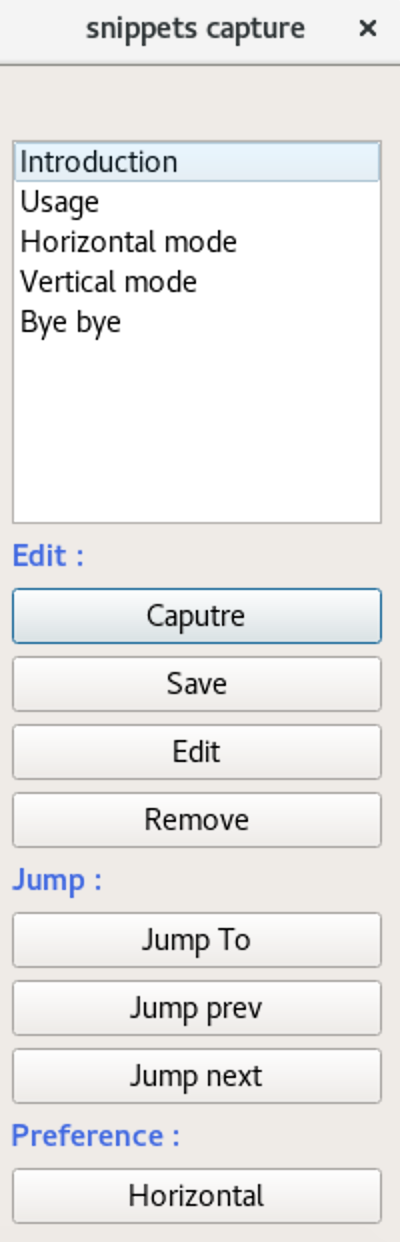 snippets capture
Introduction
Usage
Horizontal mode
Vertical mode
Bye bye
Edit :
Caputre
Save
Edit
Remove
Jump :
Jump To
Jump prev
Jump next
Preference :
Horizontal